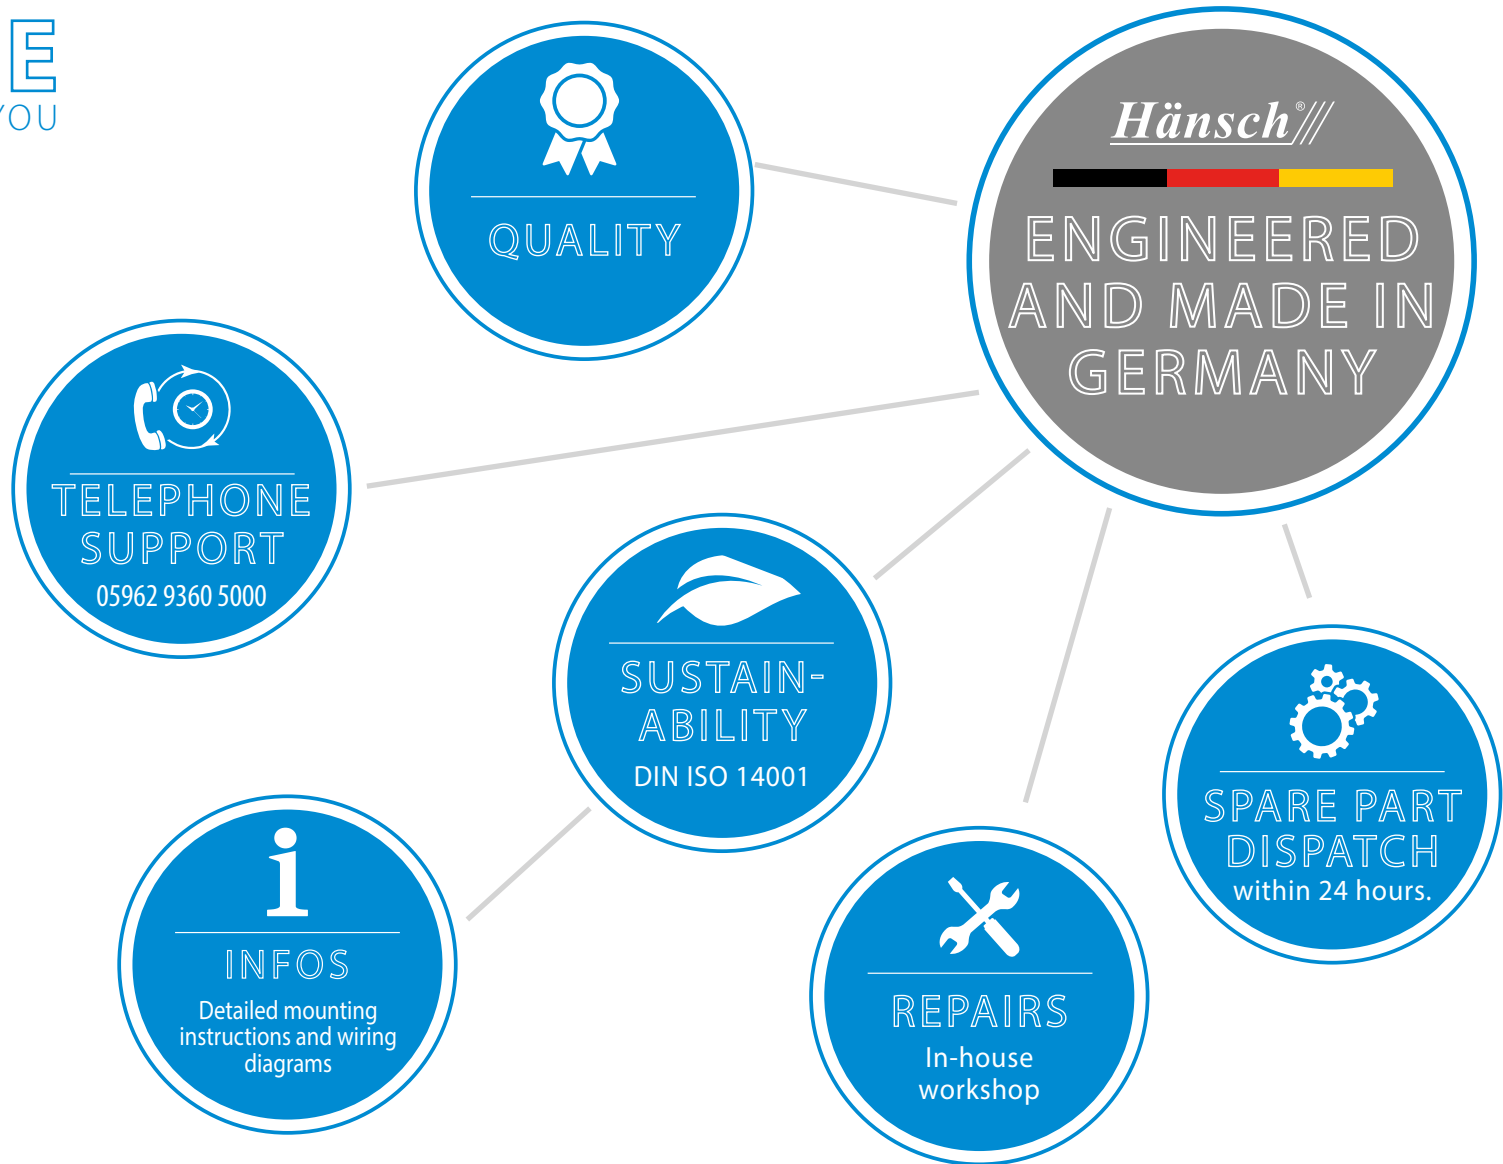 E
YOU
QUALITY
Hänsch®
ENGINEERED
AND MADE IN
GERMANY
TELEPHONE
SUPPORT
05962 9360 5000
SUSTAIN-
ABILITY
DIN ISO 14001
SPARE PART
DISPATCH
within 24 hours.
INFOS
Detailed mounting
instructions and wiring
diagrams
REPAIRS
In-house
workshop